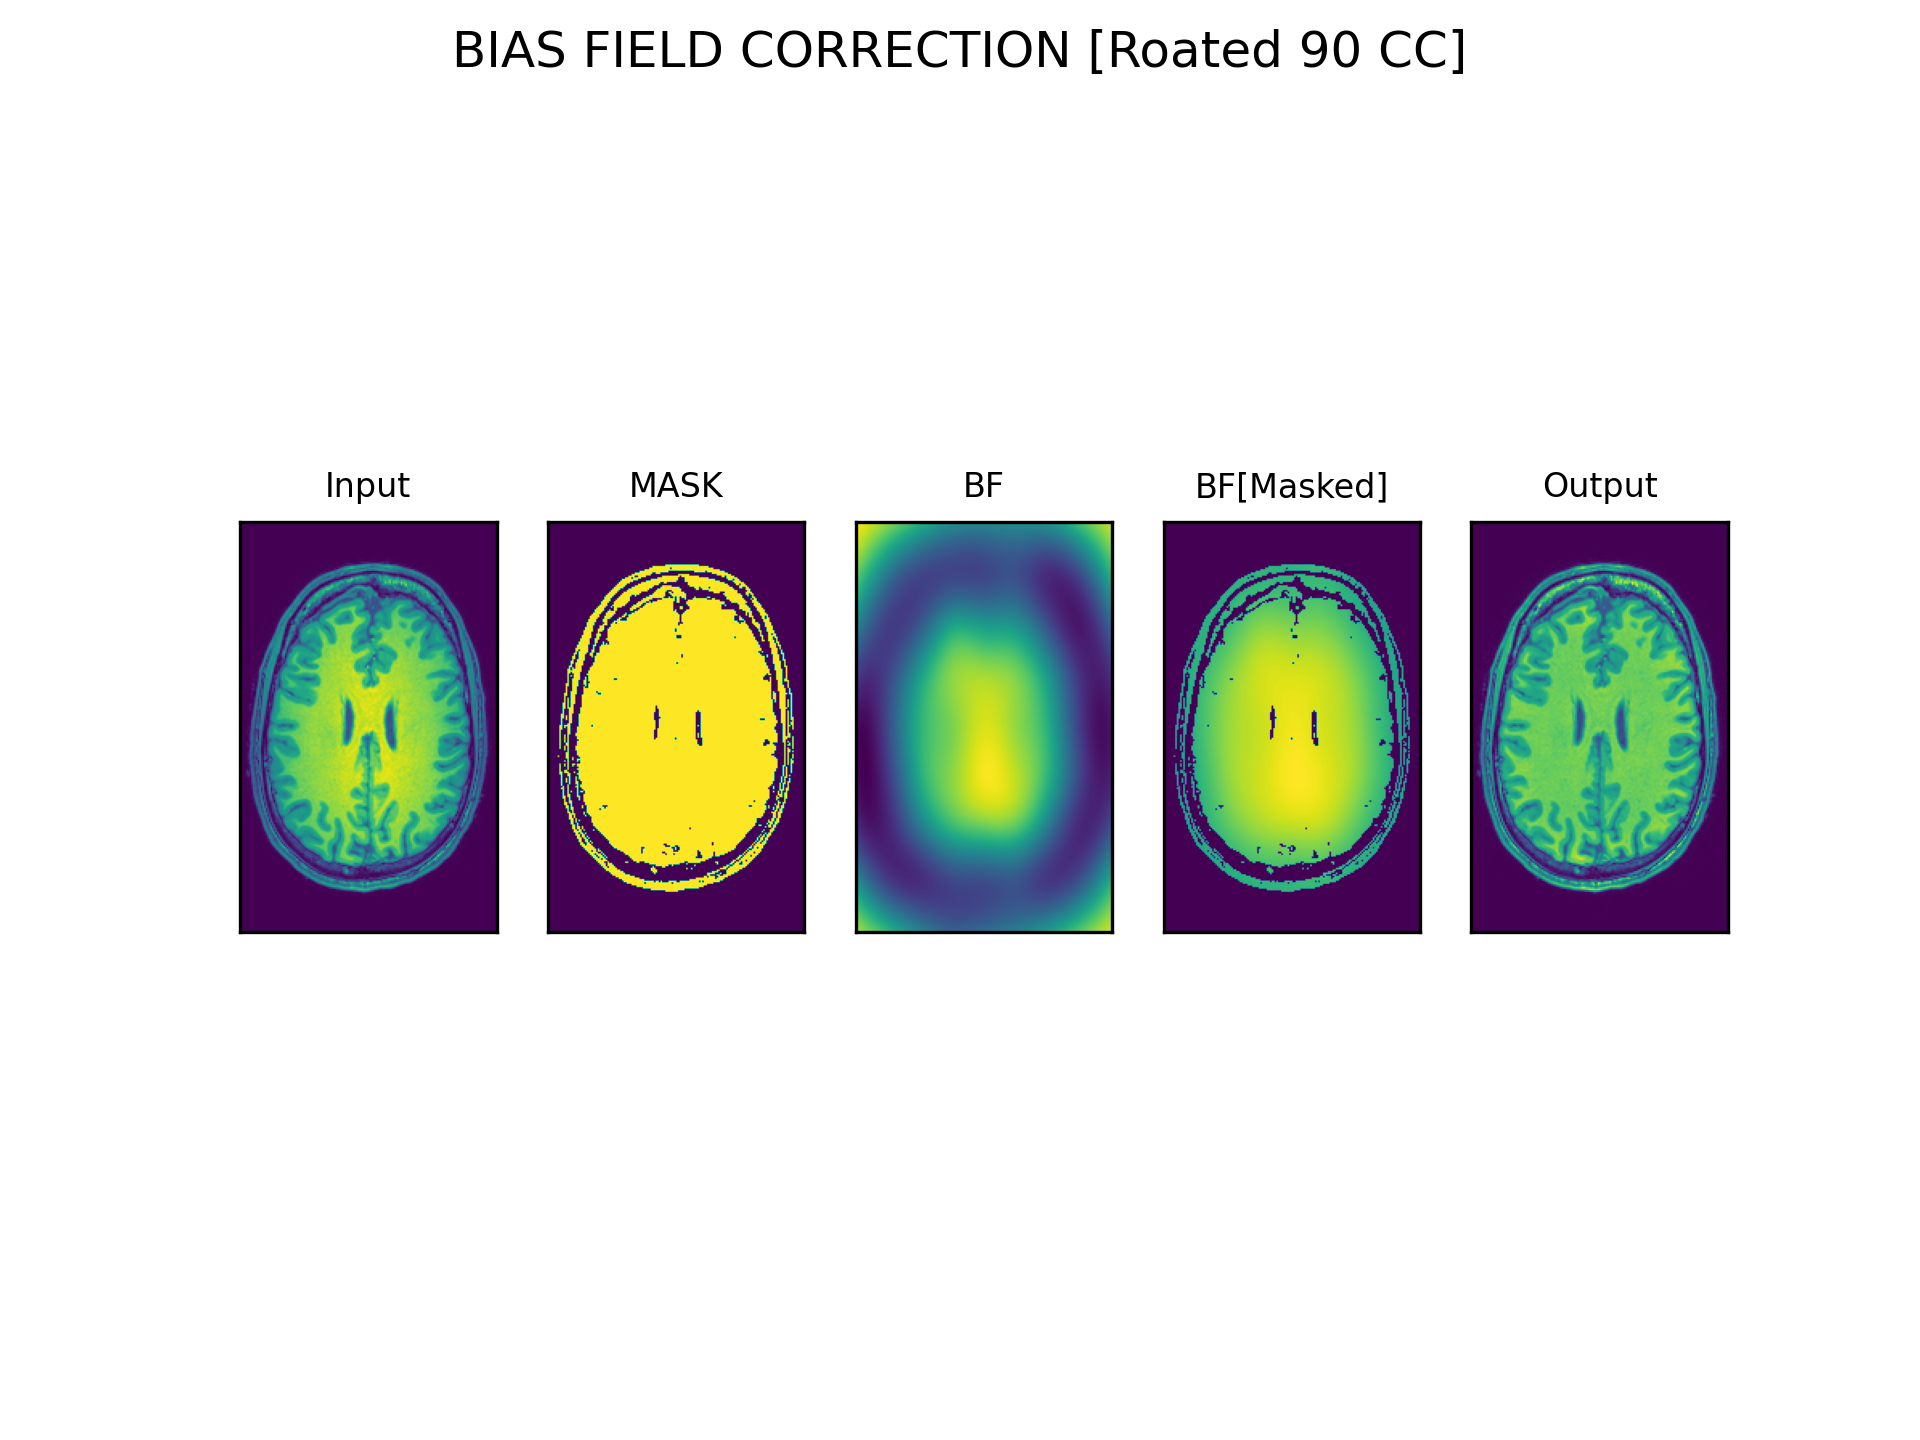 BIAS FIELD CORRECTION [Roated 90 CC]
Input
MASK
BF
BF[Masked]
Output